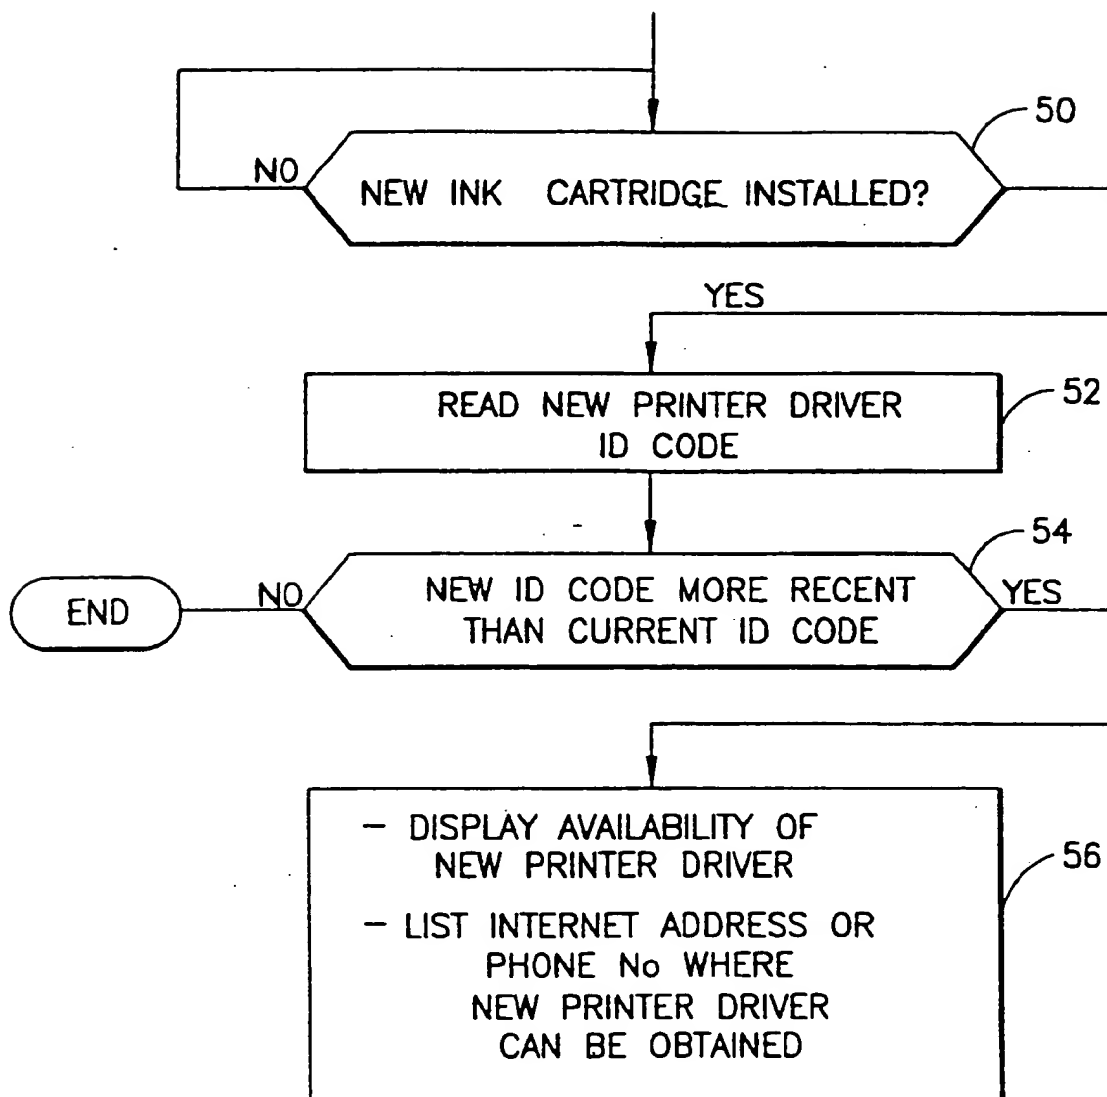 50
NO
NEW INK CARTRIDGE INSTALLED?
YES
READ NEW PRINTER DRIVER
ID CODE
52
54
END
NO
NEW ID CODE MORE RECENT
THAN CURRENT ID CODE
YES
- DISPLAY AVAILABILITY OF
NEW PRINTER DRIVER
56
- LIST INTERNET ADDRESS OR
PHONE No WHERE
NEW PRINTER DRIVER
CAN BE OBTAINED